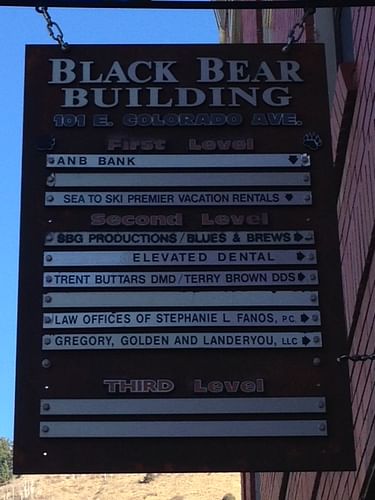 BLACK BEAR
BUILDING
101 E. COLORADO AVE.
First Level
ANB BANK
SEA TO SKI PREMIER VACATION RENTALS
Second Level
SBG PRODUCTIONS / BLUES & BREWS
ELEVATED DENTAL
TRENT BUTTARS DMD / TERRY BROWN DDS
LAW OFFICES OF STEPHANIE L. FANOS, P.C.
GREGORY, GOLDEN AND LANDERYOU, LLC
THIRD Level